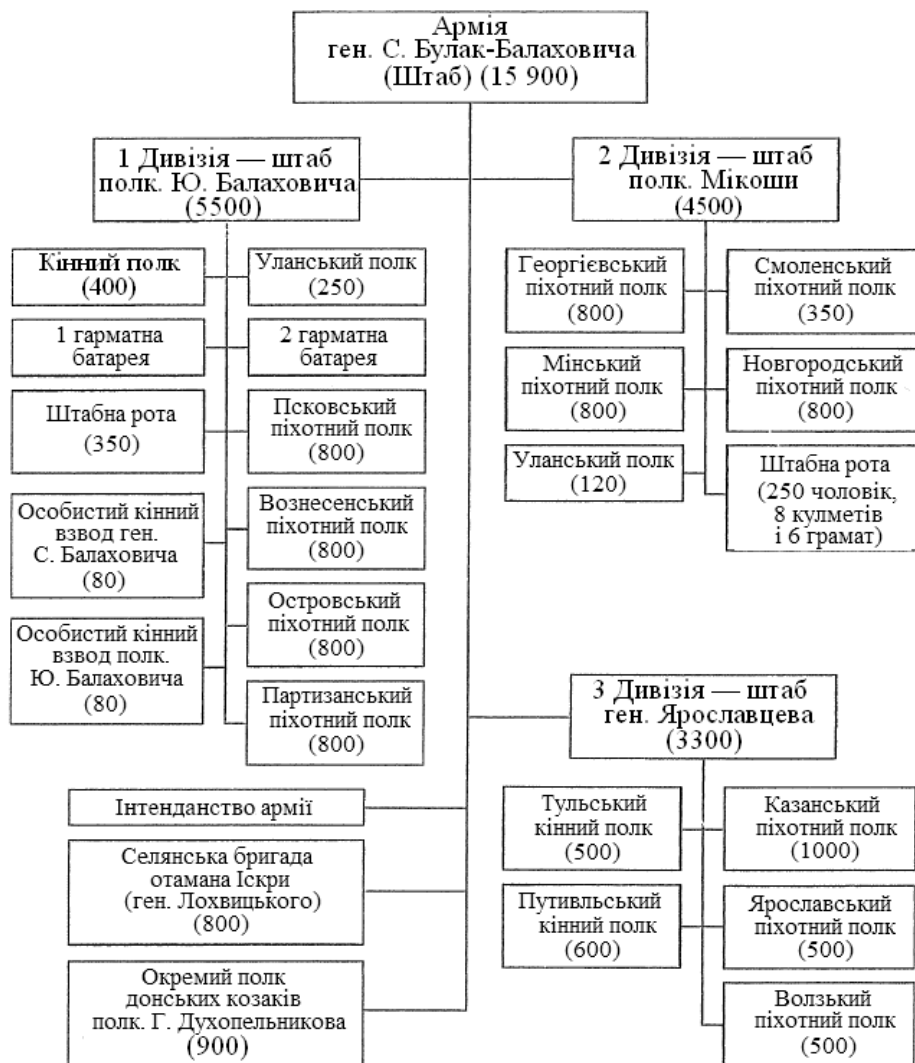 Армія
ген. С. Булак-Балаховича
(Штаб) (15 900)
1 Дивізія — штаб
полк. Ю. Балаховича
(5500)
2 Дивізія — штаб
полк. Мікоши
(4500)
Кінний полк
(400)
Уланський полк
(250)
1 гарматна
батарея
2 гарматна
батарея
Штабна рота
(350)
Псковський
піхотний полк
(800)
Особистий кінний
взвод ген.
С. Балаховича
(80)
Вознесенський
піхотний полк
(800)
Особистий кінний
взвод полк.
Ю. Балаховича
(80)
Островський
піхотний полк
(800)
Партизанський
піхотний полк
(800)
Георгієвський
піхотний полк
(800)
Смоленський
піхотний полк
(350)
Мінський
піхотний полк
(800)
Новгородський
піхотний полк
(800)
Уланський полк
(120)
Штабна рота
(250 чоловік,
8 кулметів
і 6 грамат)
3 Дивізія — штаб
ген. Ярославцева
(3300)
Тульський
кінний полк
(500)
Казанський
піхотний полк
(1000)
Путивльський
кінний полк
(600)
Ярославський
піхотний полк
(500)
Волзький
піхотний полк
(500)
Інтенданство армії
Селянська бригада
отамана Іскри
(ген. Лохвицького)
(800)
Окремий полк
донських козаків
полк. Г. Духопельникова
(900)